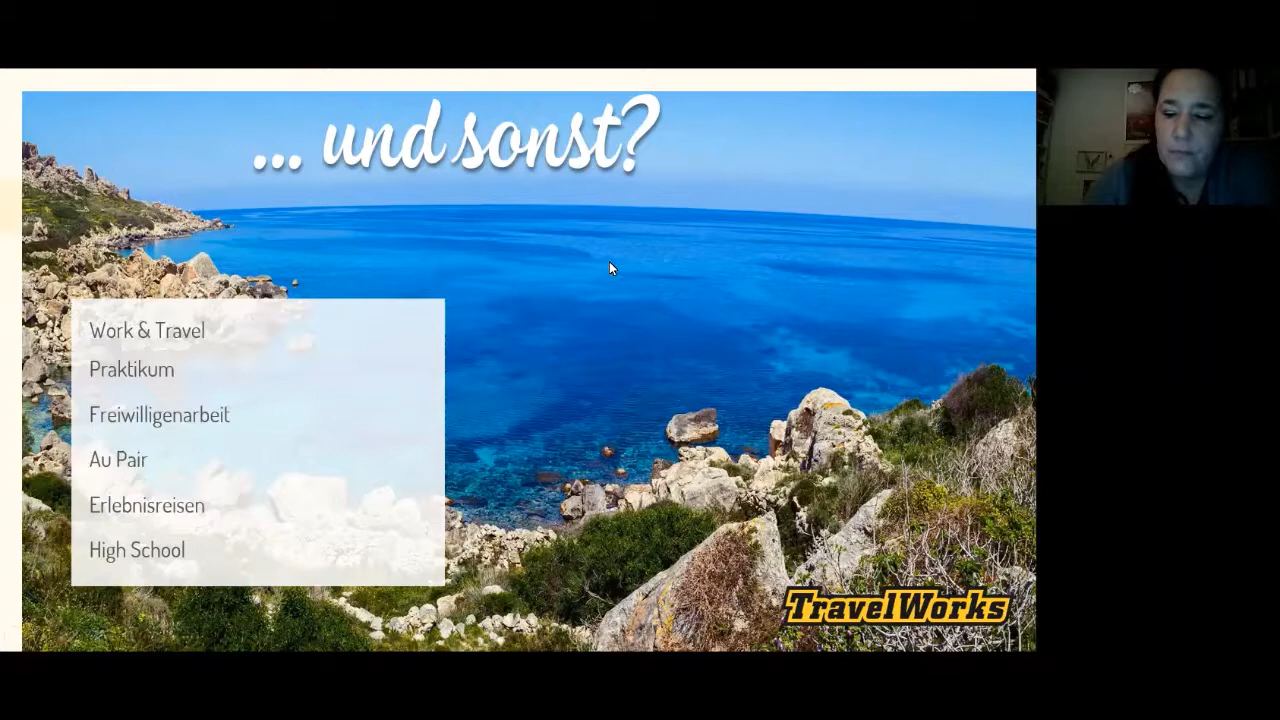 ... und sonst?
Work & Travel
Praktikum
Freiwilligenarbeit
Au Pair
Erlebnisreisen
High School
TravelWorks